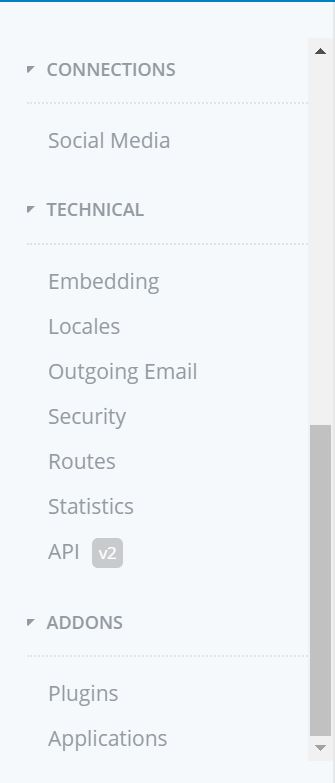 CONNECTIONS
Social Media
TECHNICAL
Embedding
Locales
Outgoing Email
Security
Routes
Statistics
API v2
ADDONS
Plugins
Applications